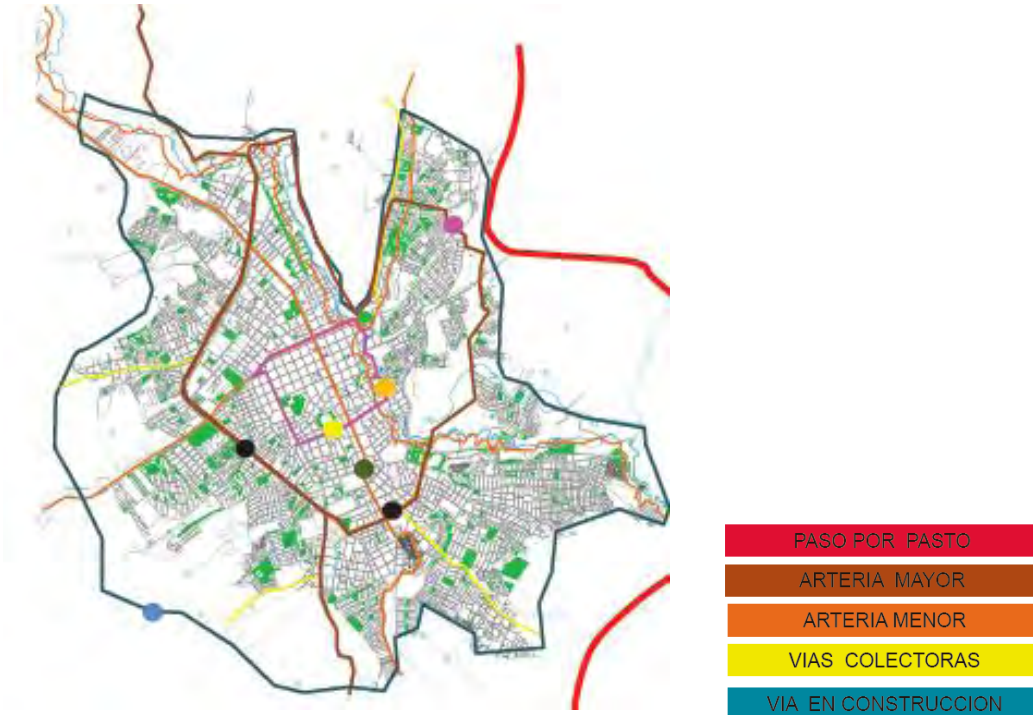 PASO POR PASTO
ARTERIA MAYOR
ARTERIA MENOR
VIAS COLECTORAS
VIA EN CONSTRUCCION